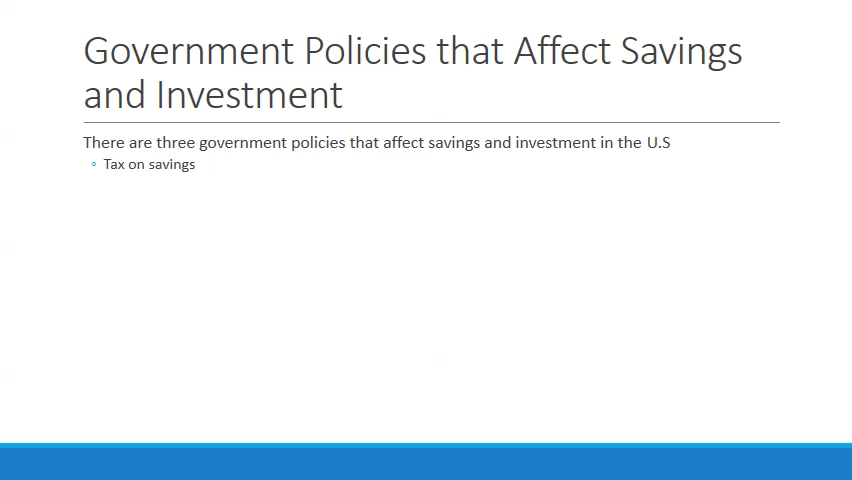 Government Policies that Affect Savings
and Investment
There are three government policies that affect savings and investment in the U.S
◦ Tax on savings